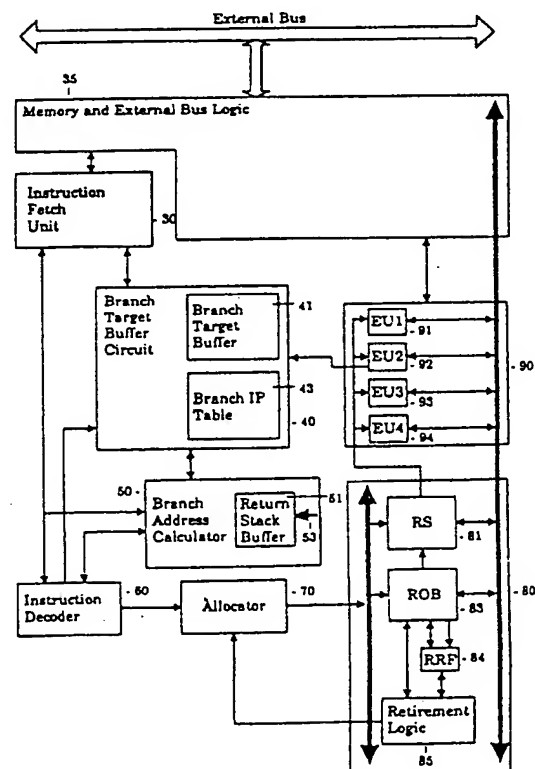 External Bus
35
Memory and External Bus Logic
Instruction
Fetch
Unit
30
Branch
Target
Buffer
Circuit
Branch
Target
Buffer
41
Branch IP
Table
43
40
EU1
91
EU2
92
EU3
93
EU4
94
90
50
Branch
Address
Calculator
Return
Stack
Buffer
51
53
RS
81
80
Instruction
Decoder
60
Allocator
70
ROB
83
RRF
84
Retirement
Logic
85